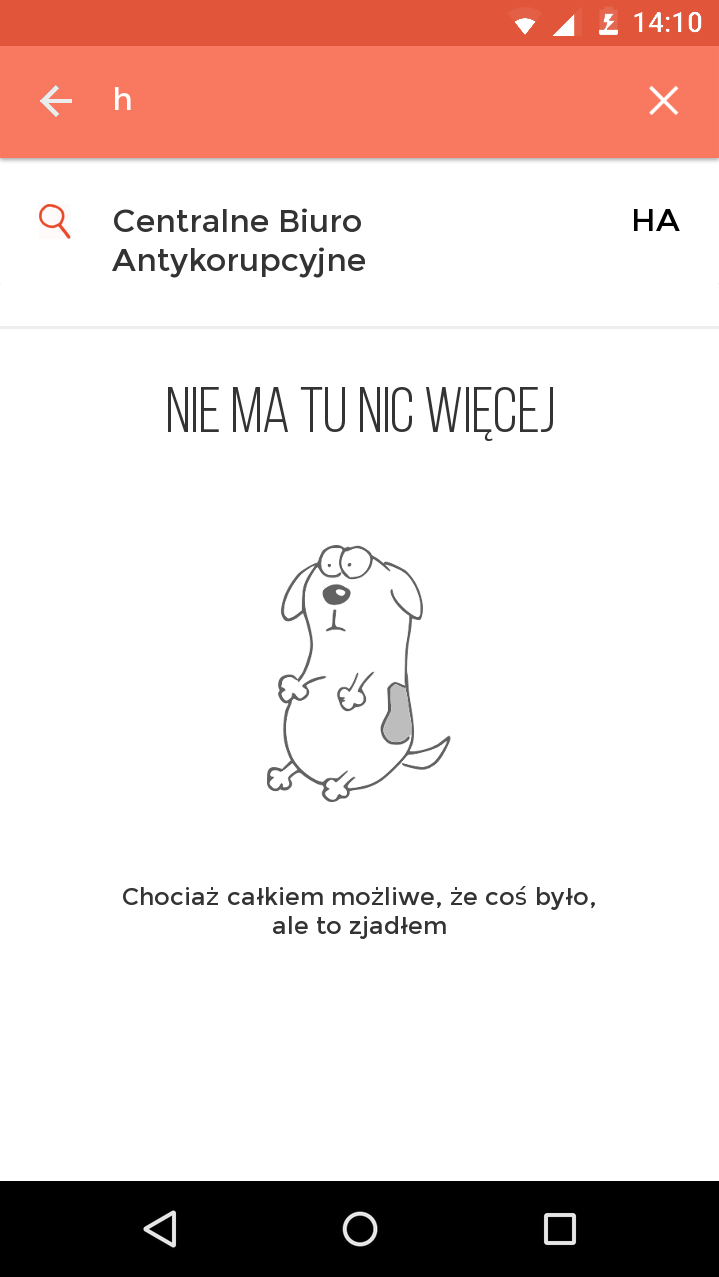 14:10
h
Centralne Biuro HA
Antykorupcyjne
NIE MA TU NIC WIĘCEJ
Chociaż całkiem możliwe, że coś było,
ale to zjadłem